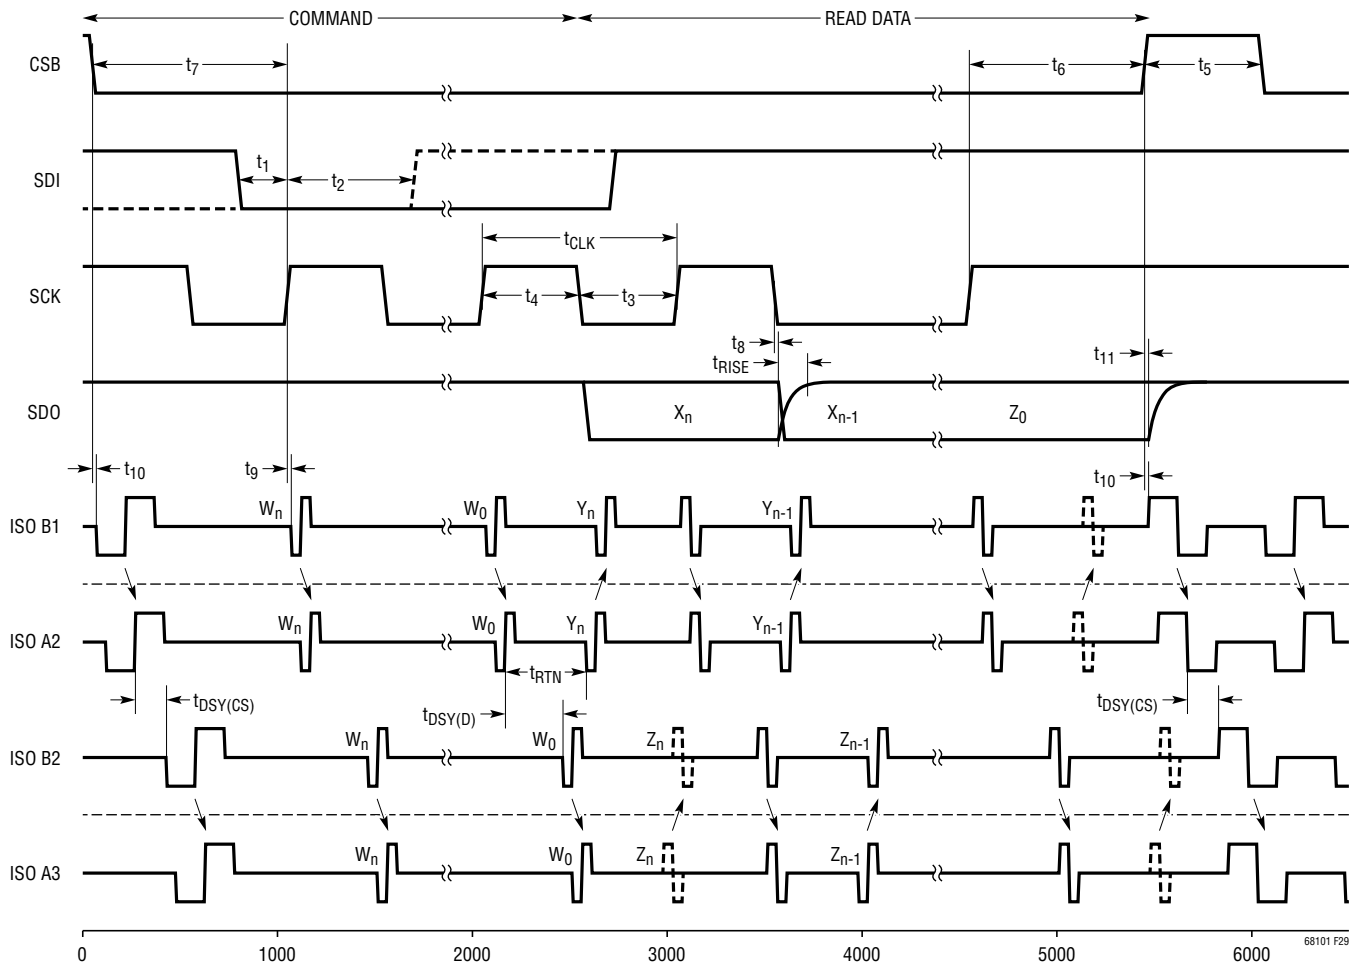 COMMAND READ DATA
CSB t7 t6 t5
SDI t1 t2
tCLK
SCK t4 t3
t8
tRISE t11
SDO Xn Xn-1 Z0
t10 t9 t10
ISO B1 Wn W0 Yn Yn-1
ISO A2 Wn W0 Yn Yn-1
tRTN
tDSY(CS) tDSY(D) tDSY(CS)
ISO B2 Wn W0 Zn Zn-1
ISO A3 Wn W0 Zn Zn-1
68101 F29
0 1000 2000 3000 4000 5000 6000